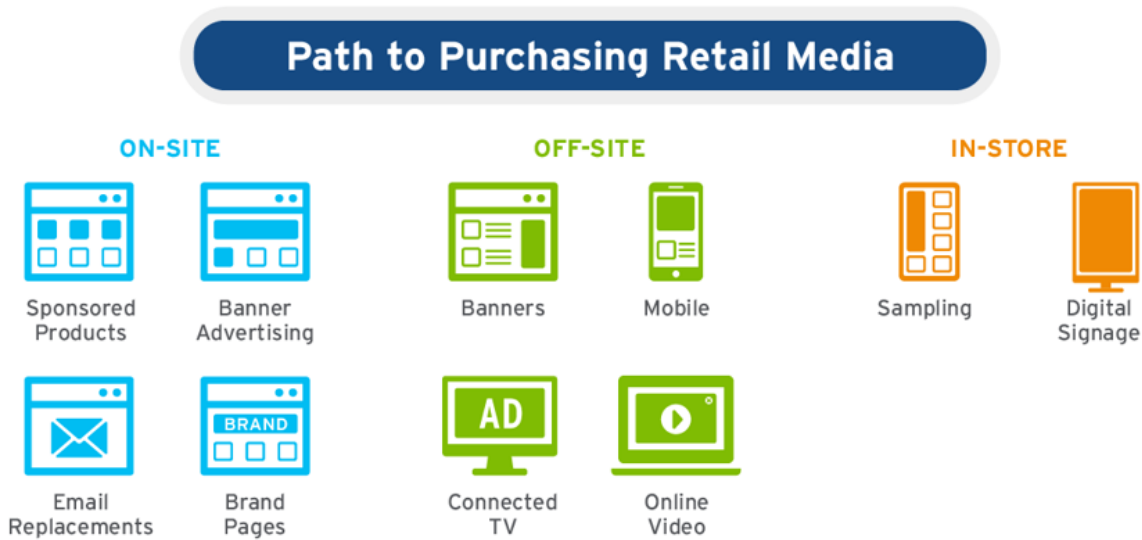 Path to Purchasing Retail Media
ON-SITE
Sponsored
Products
Banner
Advertising
BRAND
Email
Replacements
Brand
Pages
OFF-SITE
Banners
Mobile
AD
Connected
TV
Online
Video
IN-STORE
Sampling
Digital
Signage